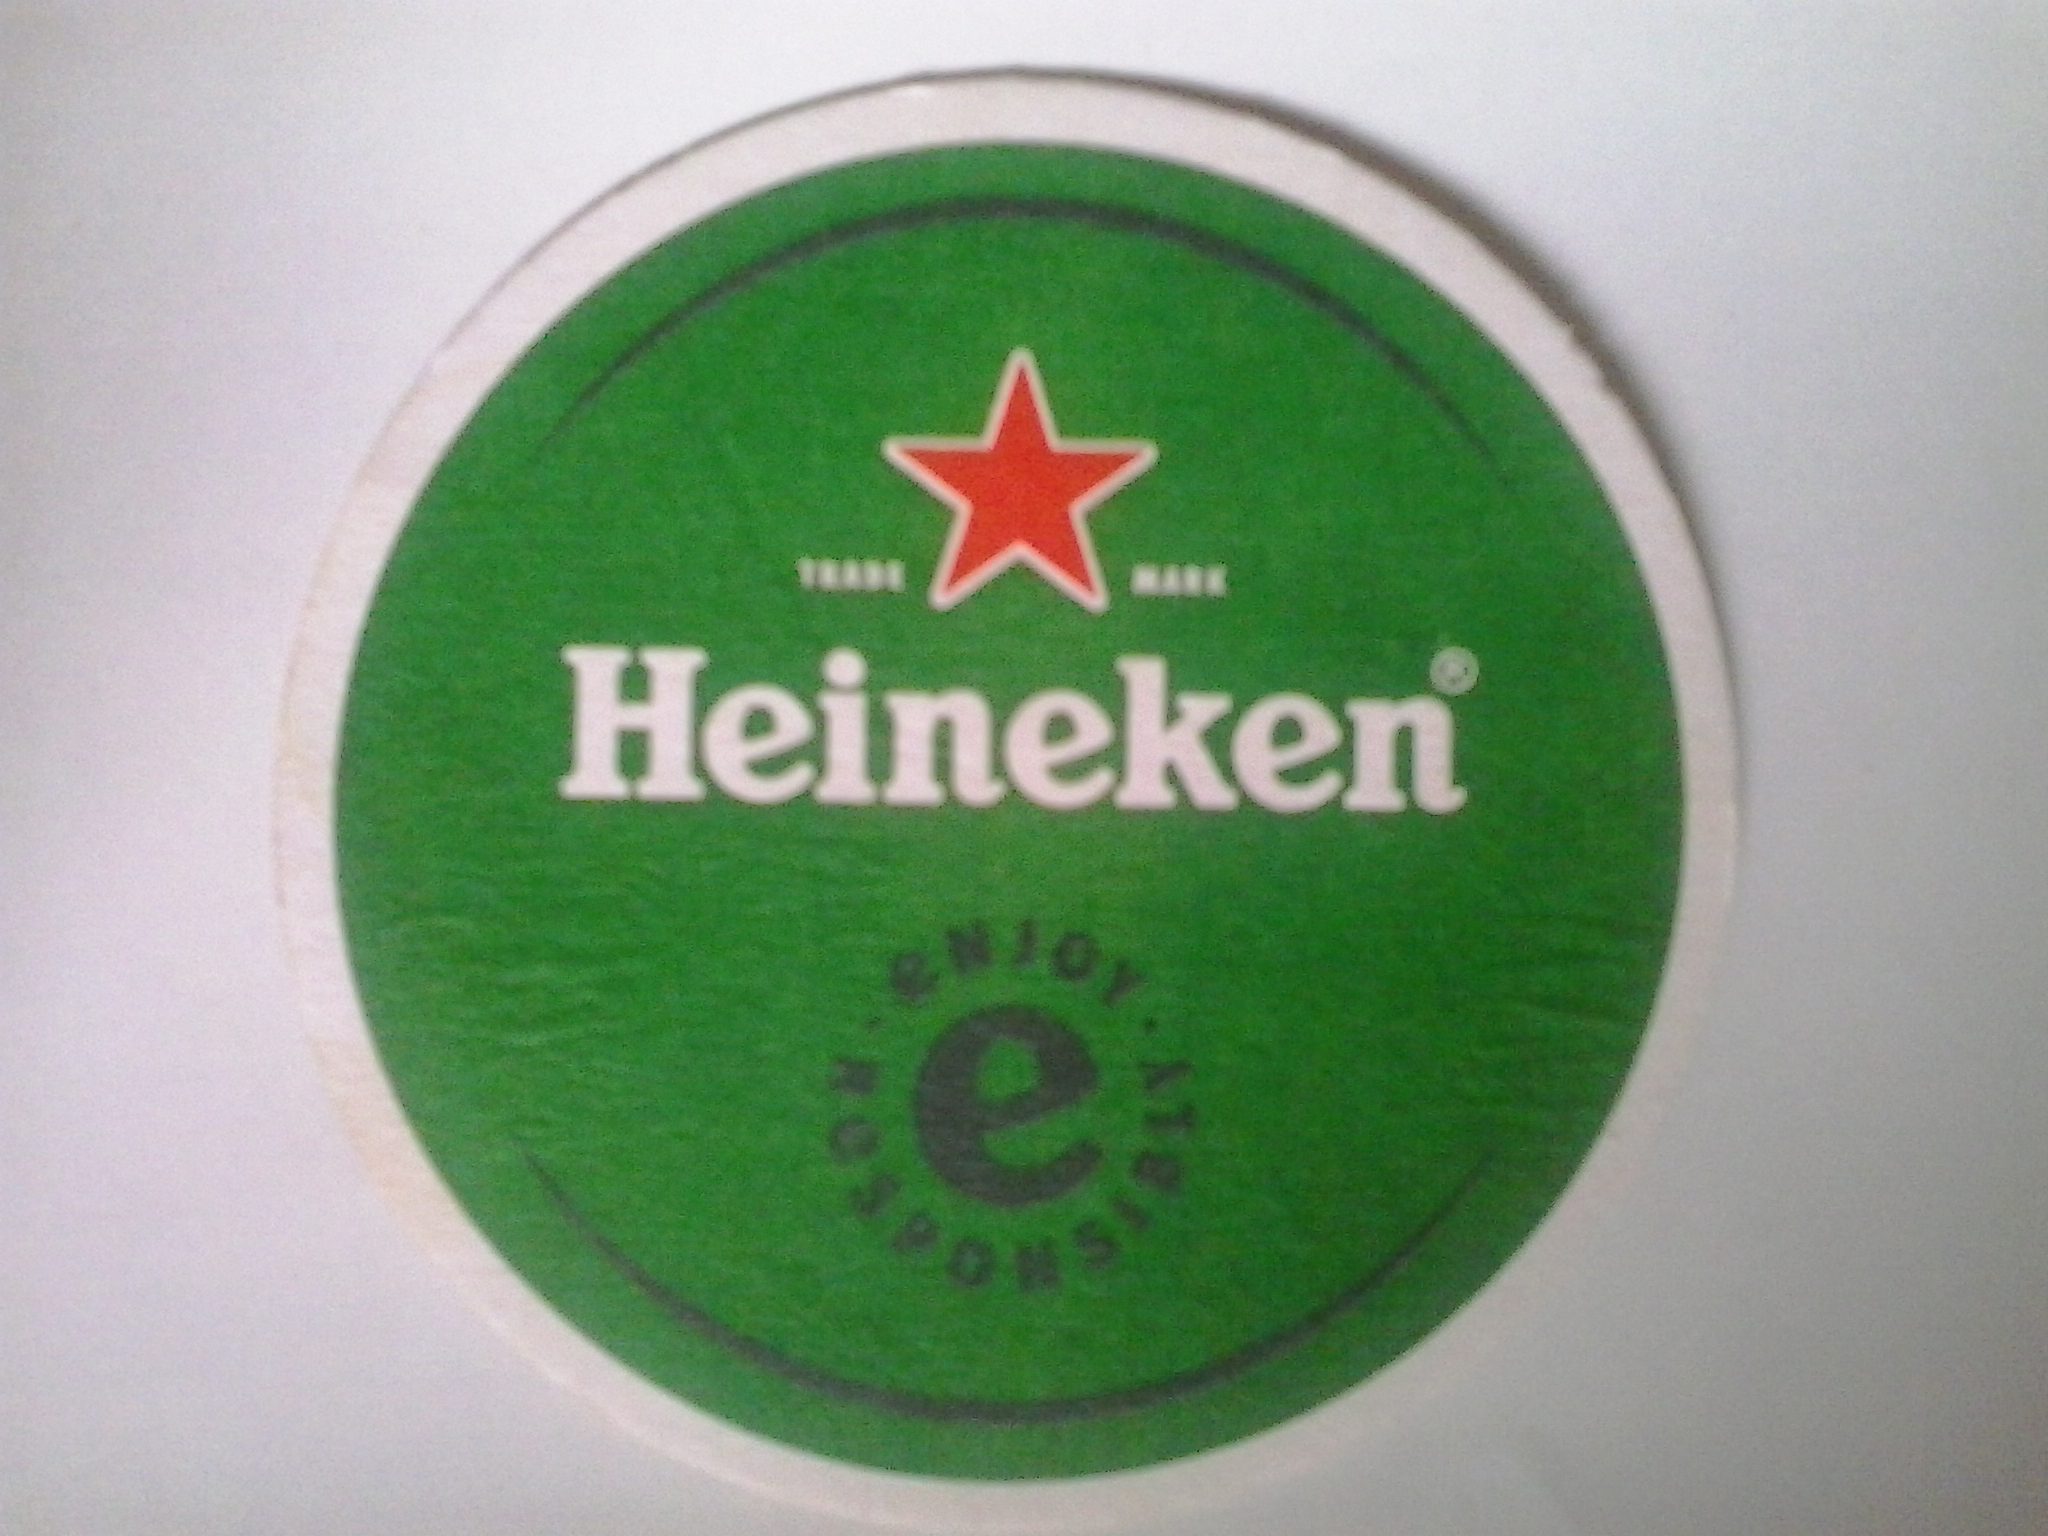 TRADE MARK
Heineken®
eNJOY · RESPONSIBLY ·
e